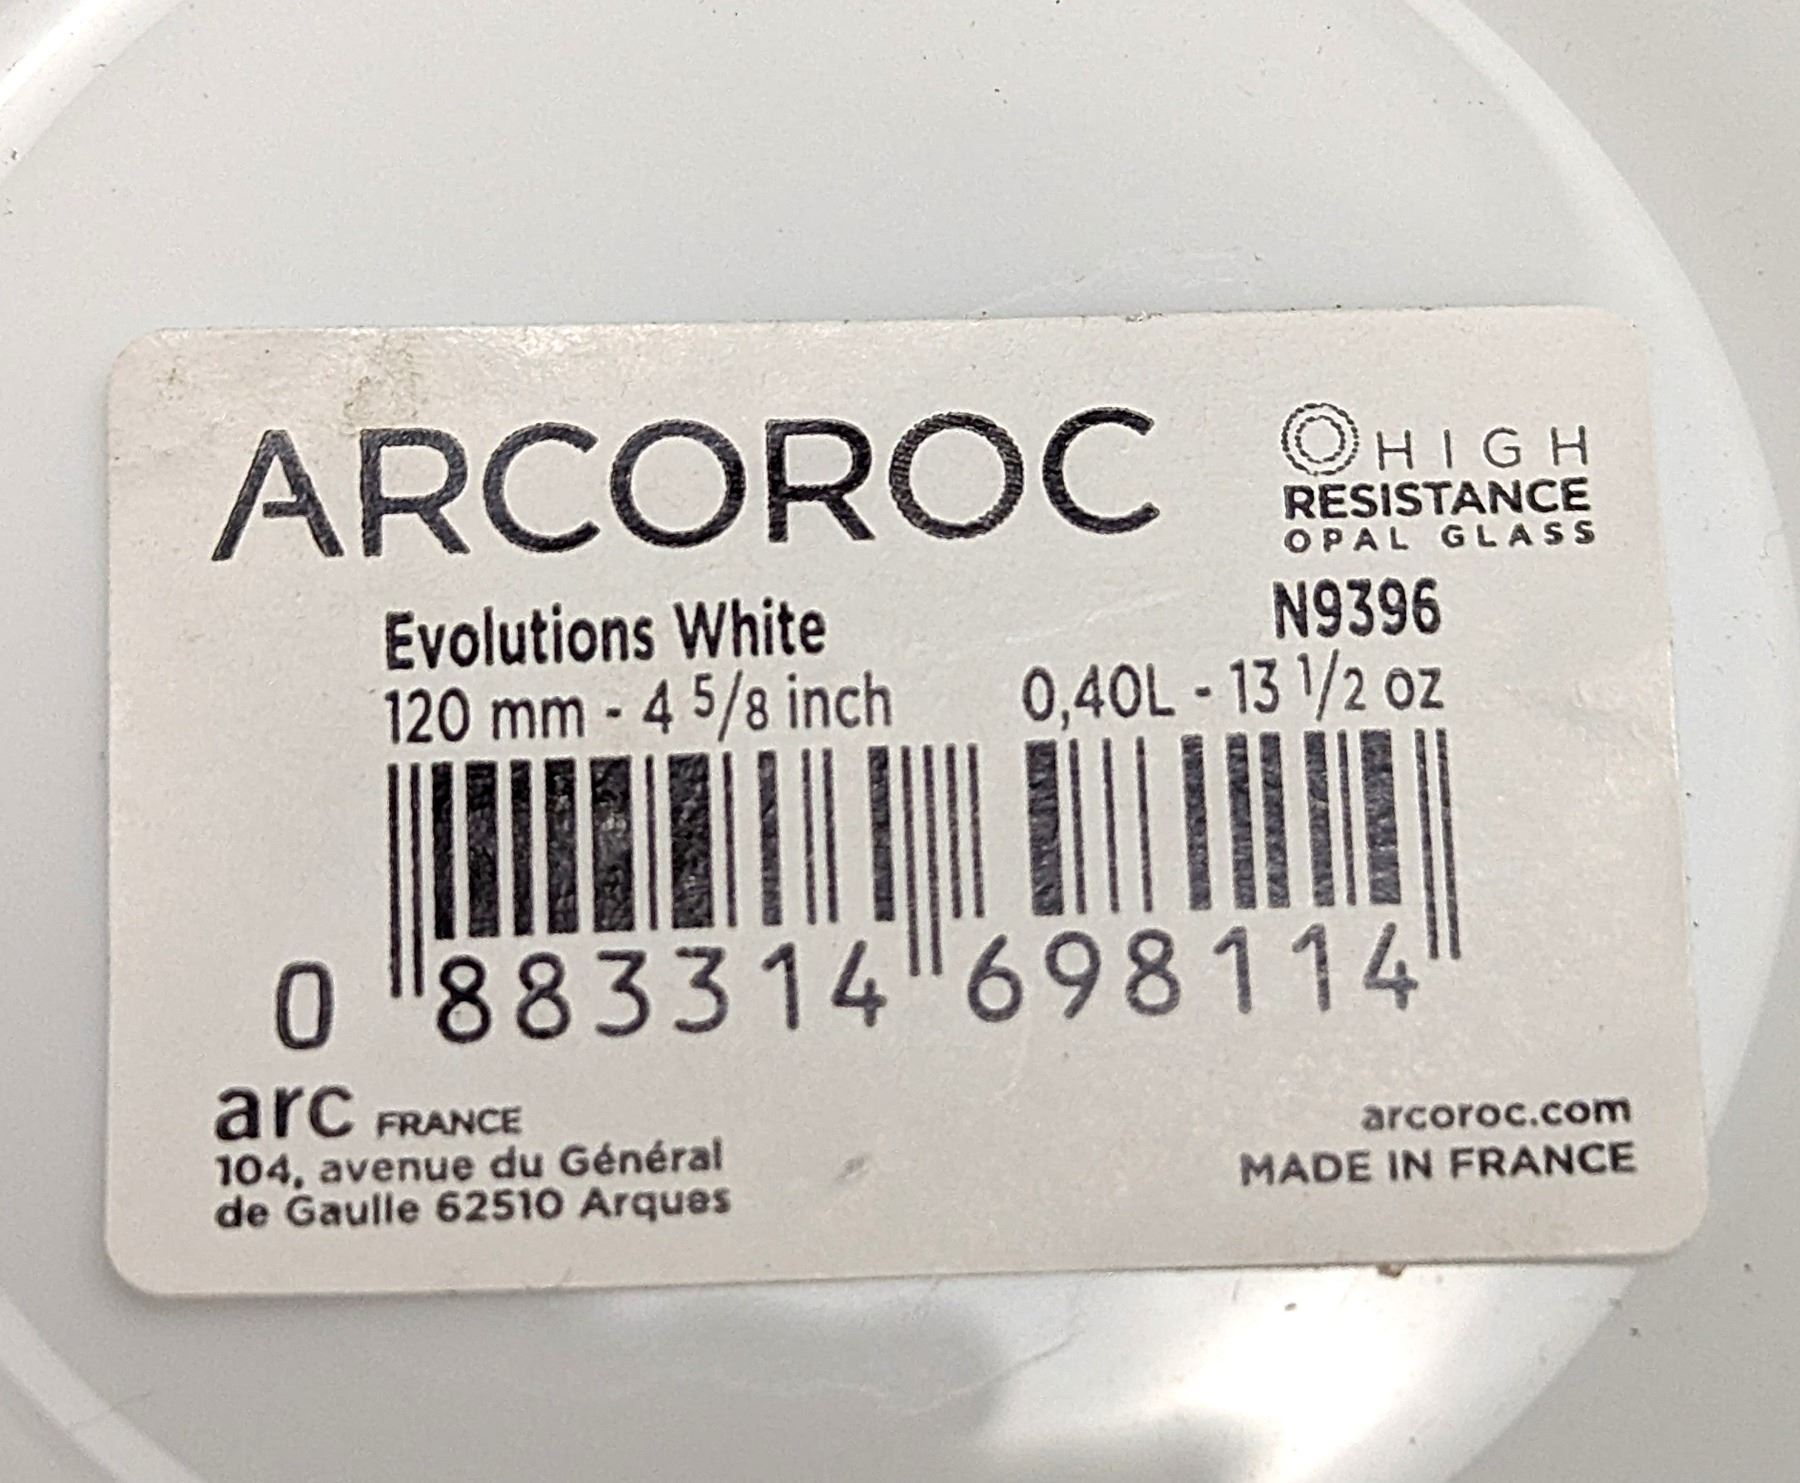 ARCOROC
HIGH
RESISTANCE
OPAL GLASS
Evolutions White N9396
120 mm - 4 5/8 inch 0,40L - 13 1/2 oz
0 883314 698114
arc FRANCE
104, avenue du Général
de Gaulle 62510 Arques
arcoroc.com
MADE IN FRANCE